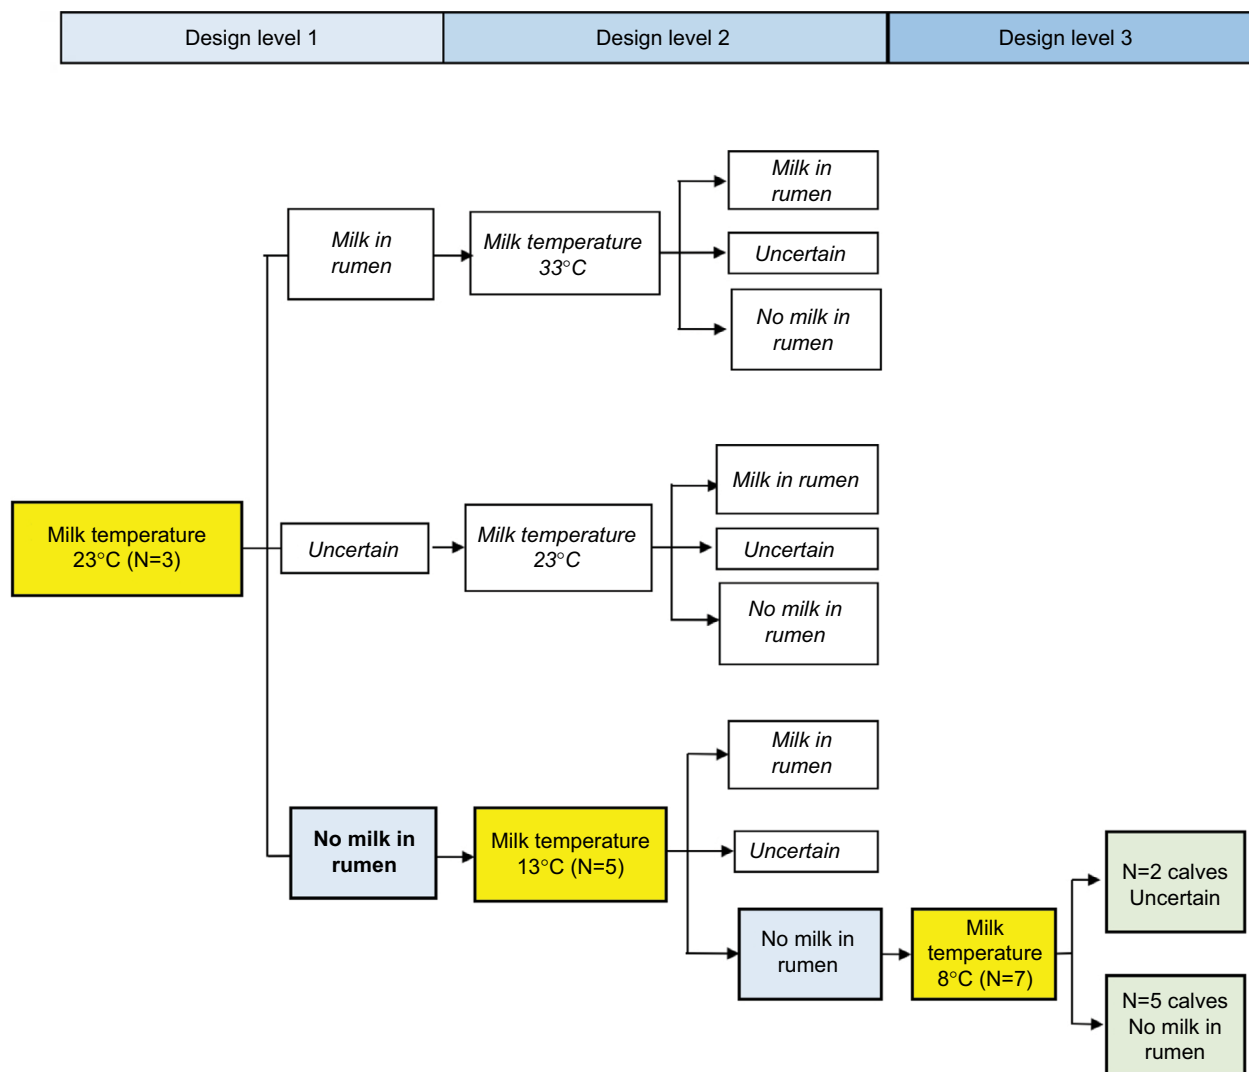 Design level 1
Design level 2
Design level 3
Milk in
rumen
Milk in
rumen
Milk temperature
33°C
Uncertain
No milk in
rumen
Milk in rumen
Milk temperature
23°C (N=3)
Uncertain
Milk temperature
23°C
Uncertain
No milk in
rumen
Milk in
rumen
No milk in
rumen
Milk temperature
13°C (N=5)
Uncertain
N=2 calves
Uncertain
No milk in
rumen
Milk
temperature
8°C (N=7)
N=5 calves
No milk in
rumen